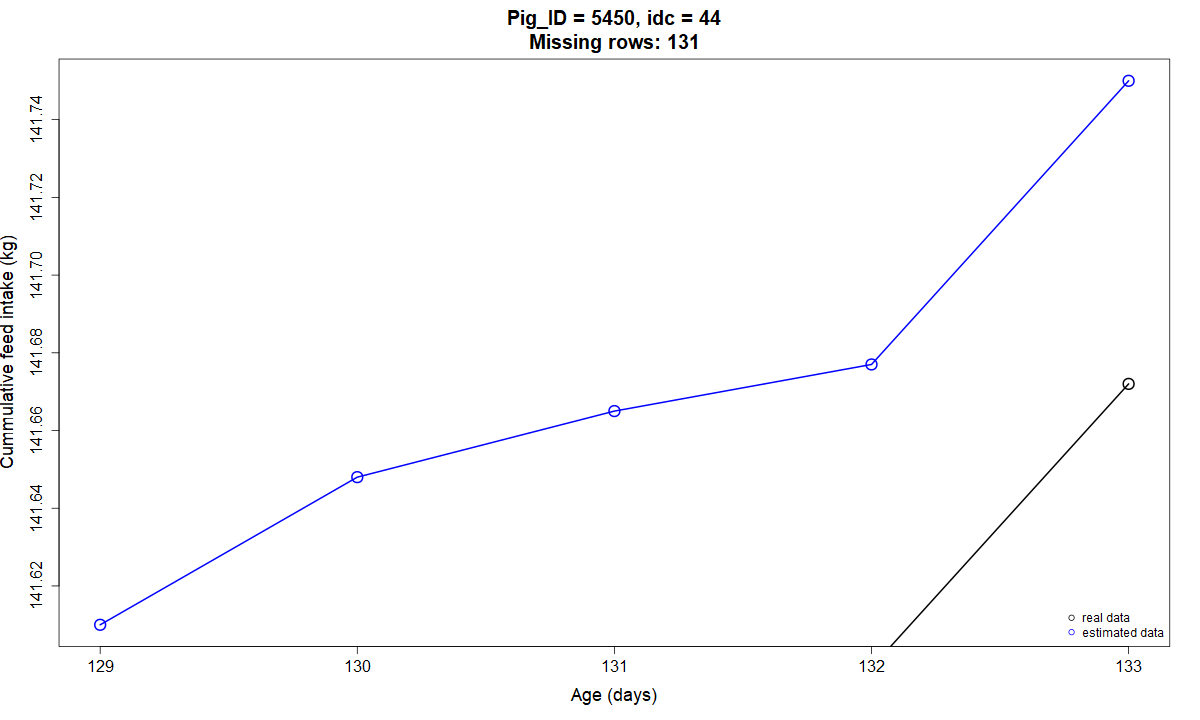 Pig_ID = 5450, idc = 44
Missing rows: 131
Cummulative feed intake (kg)
141.74
141.72
141.70
141.68
141.66
141.64
141.62
real data
estimated data
129 130 131 132 133
Age (days)